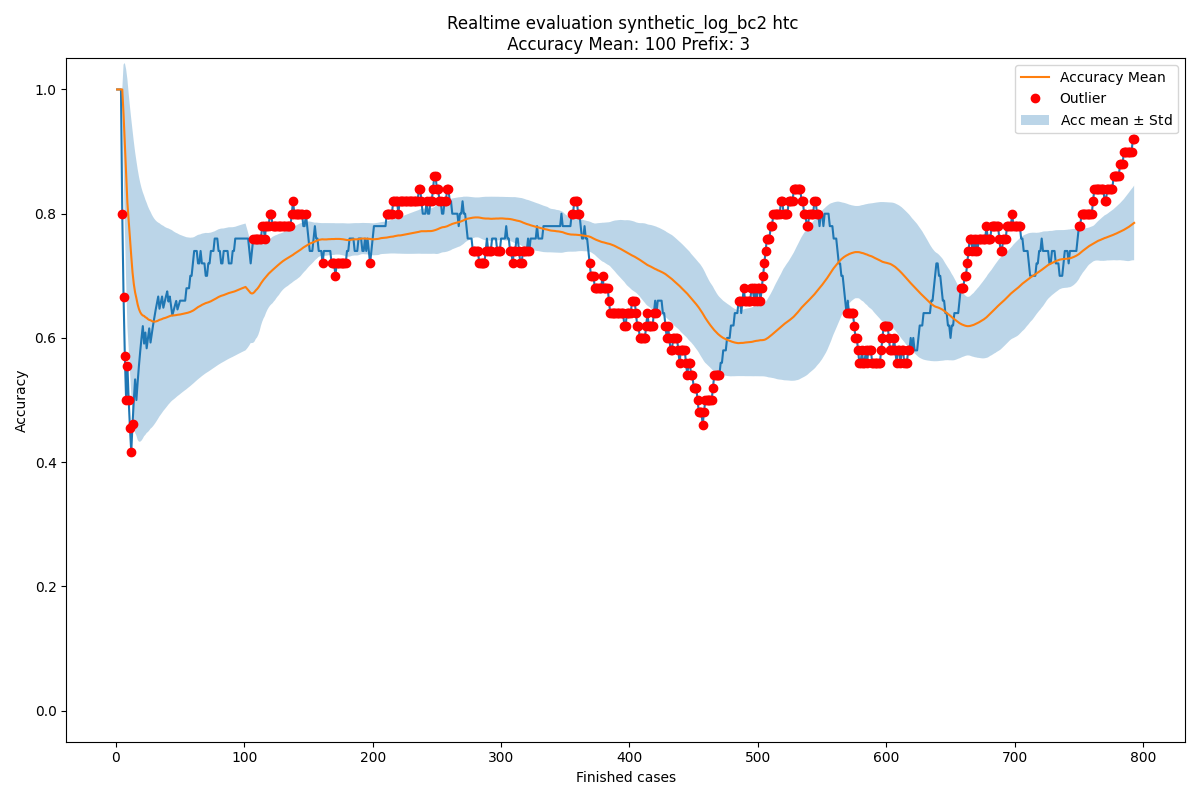 Realtime evaluation synthetic_log_bc2 htc
Accuracy Mean: 100 Prefix: 3
Accuracy Mean
Outlier
Acc mean ± Std
1.0
0.8
0.6
0.4
0.2
0.0
Accuracy
0 100 200 300 400 500 600 700 800
Finished cases